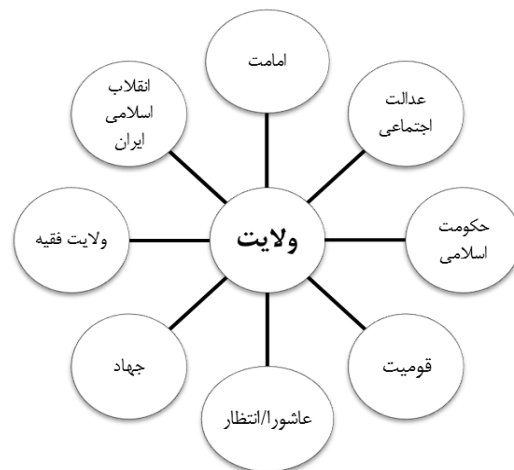 امامت
انقلاب
اسلامی
ایران
عدالت
اجتماعی
ولایت فقیه
ولایت
حکومت
اسلامی
جهاد
قومیت
عاشورا/انتظار